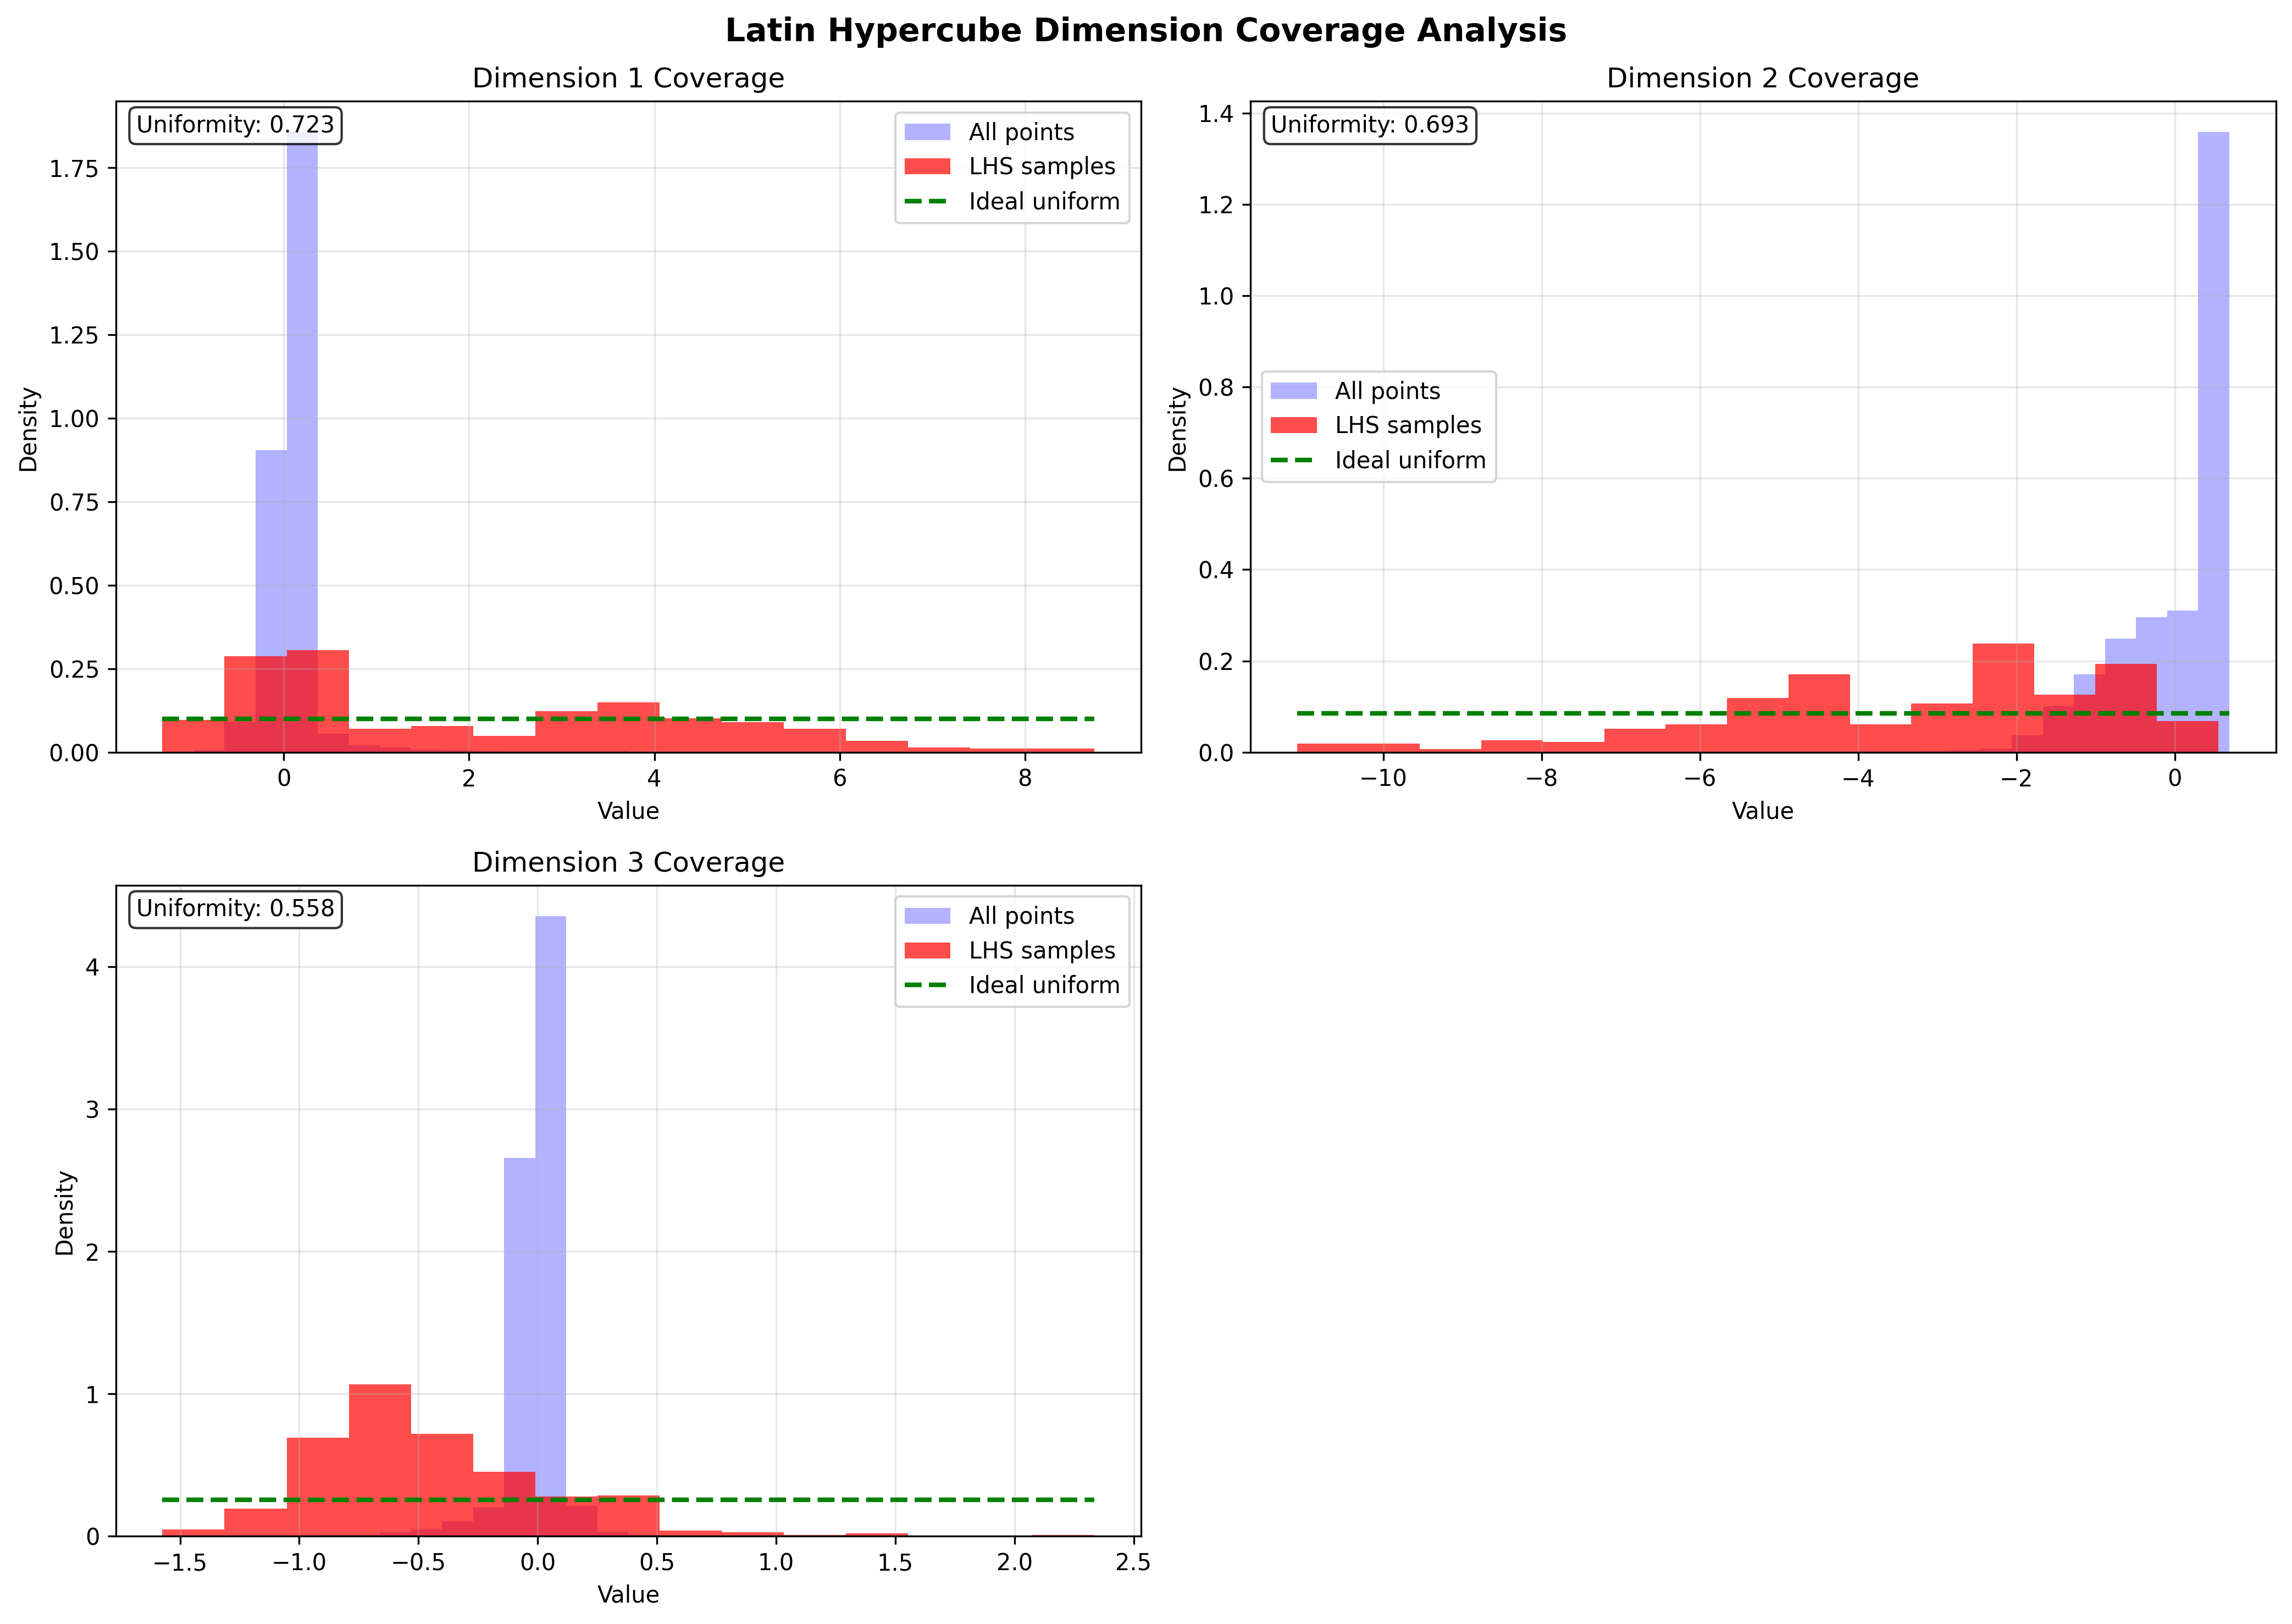 Latin Hypercube Dimension Coverage Analysis
Dimension 1 Coverage
Uniformity: 0.723
All points
LHS samples
Ideal uniform
1.75
1.50
1.25
1.00
0.75
0.50
0.25
0.00
Density
0 2 4 6 8
Value
Dimension 2 Coverage
Uniformity: 0.693
All points
LHS samples
Ideal uniform
1.4
1.2
1.0
0.8
0.6
0.4
0.2
0.0
Density
−10 −8 −6 −4 −2 0
Value
Dimension 3 Coverage
Uniformity: 0.558
All points
LHS samples
Ideal uniform
4
3
2
1
0
Density
−1.5 −1.0 −0.5 0.0 0.5 1.0 1.5 2.0 2.5
Value